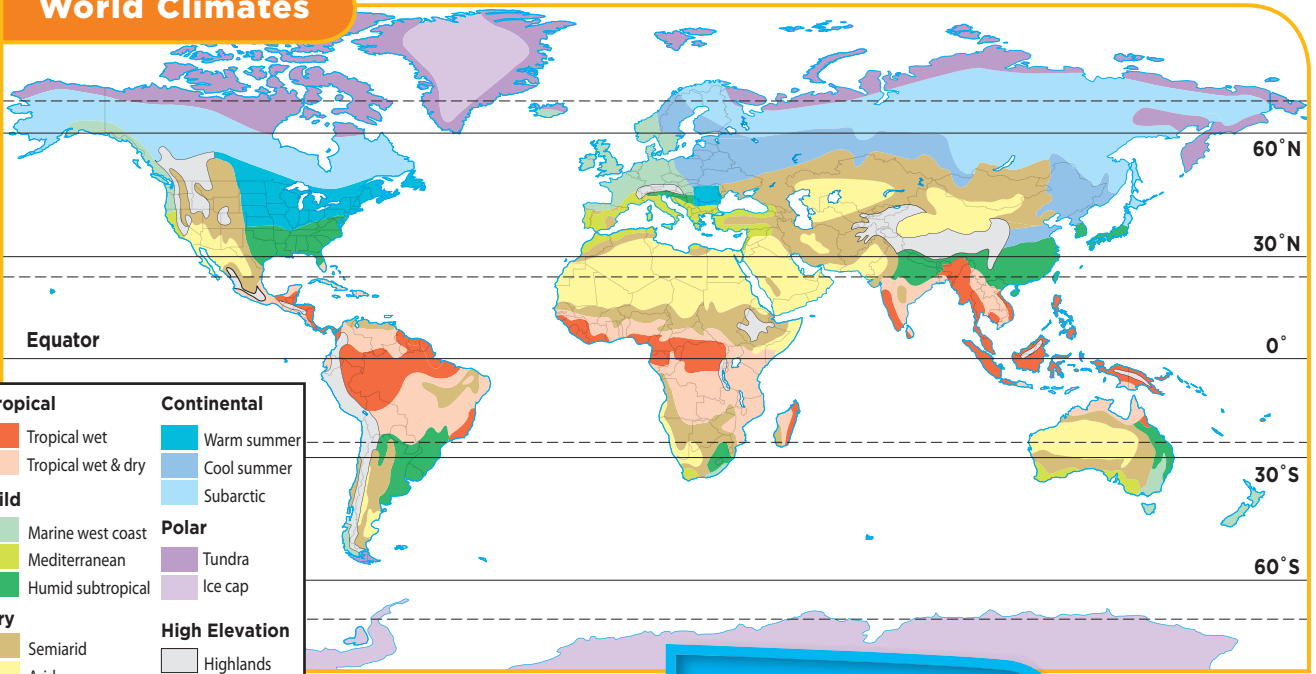 World Climates
60°N
30°N
Equator
0°
30°S
60°S
Tropical wet
Tropical wet & dry
Marine west coast
Mediterranean
Humid subtropical
Semiarid
Continental
Warm summer
Cool summer
Subarctic
Polar
Tundra
Ice cap
High Elevation
Highlands